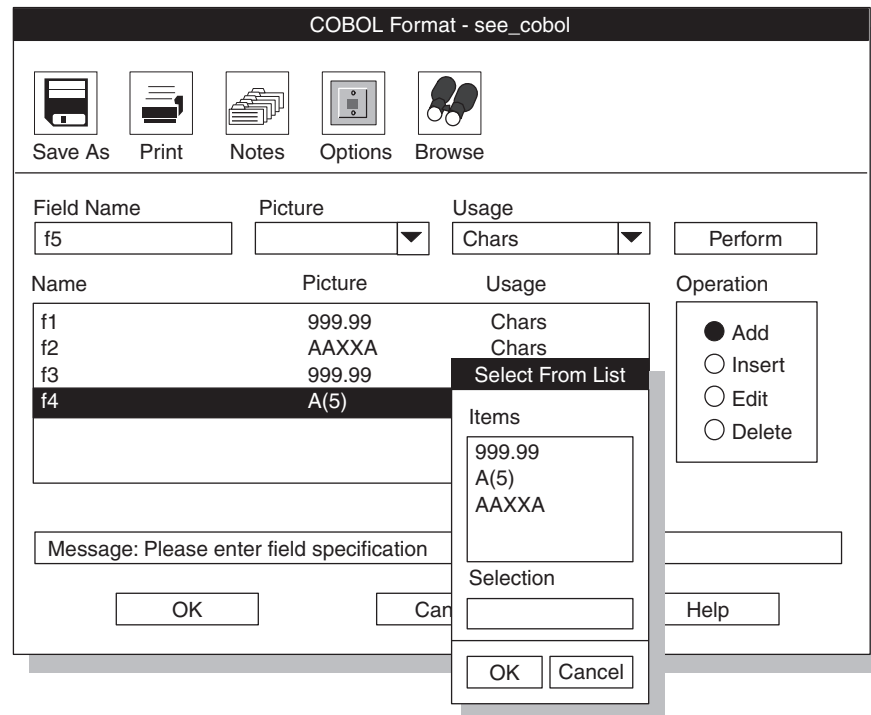 COBOL Format - see_cobol
Save As Print Notes Options Browse
Field Name Picture Usage
f5 Chars Perform
Name Picture Usage Operation
f1 999.99 Chars
f2 AAXXA Chars
f3 999.99
f4 A(5)
Add
Insert
Edit
Delete
Select From List
Items
999.99
A(5)
AAXXA
Selection
OK Cancel
Message: Please enter field specification
OK Can Help